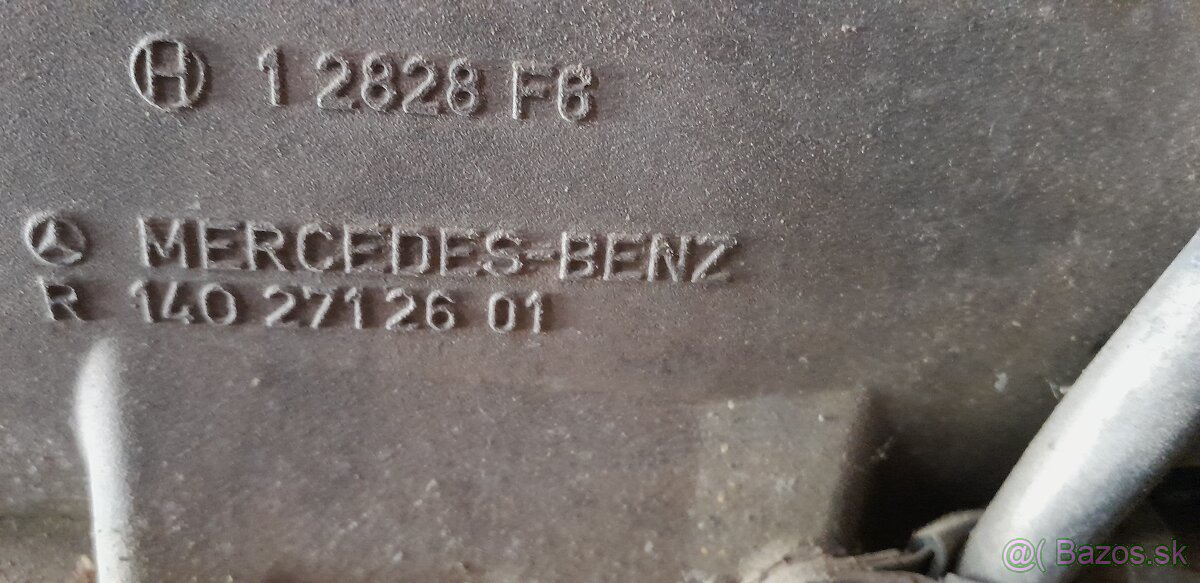 H 1 2828 F6
MERCEDES-BENZ
R 140 271 26 01
@( Bazos.sk